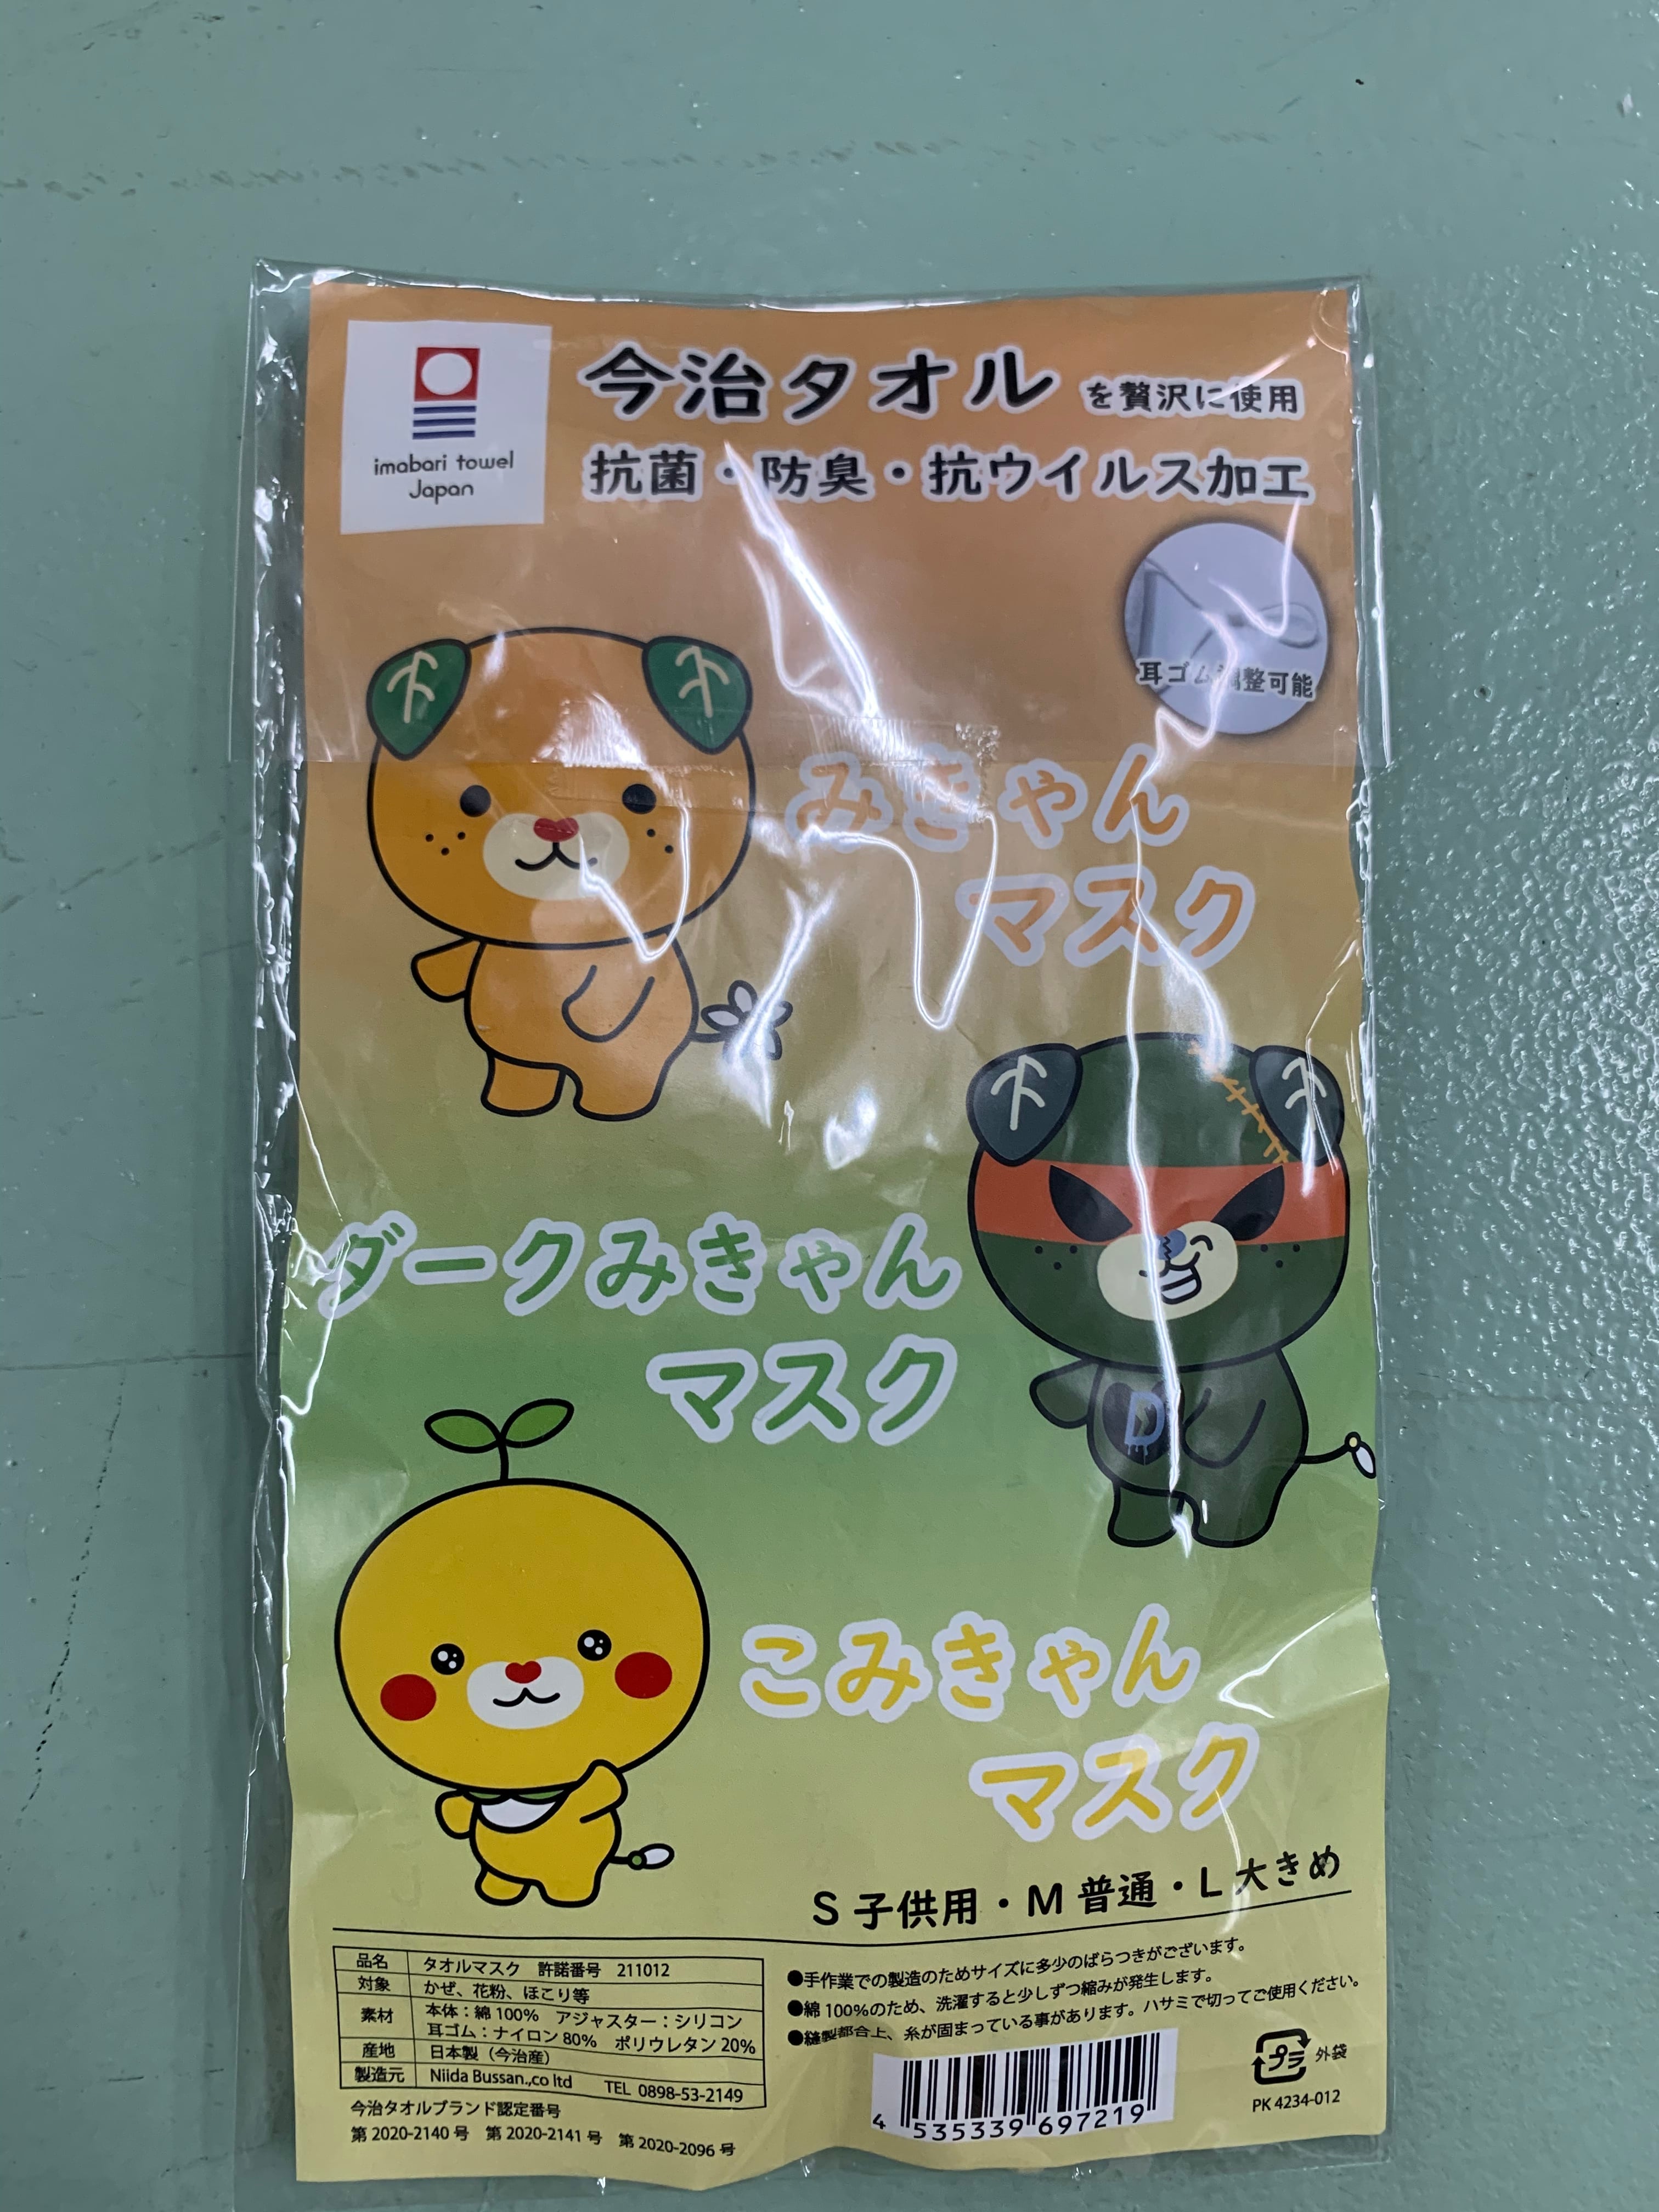 imabari towel
Japan
今治タオル を贅沢に使用
抗菌・防臭・抗ウイルス加工
耳ゴム調整可能
みきゃん
マスク
ダークみきゃん
マスク
D
こみきゃん
マスク
S 子供用・M 普通・L 大きめ
品名 タオルマスク 許諾番号 211012
対象 かぜ、花粉、ほこり等
素材 本体：綿 100% アジャスター：シリコン
耳ゴム：ナイロン 80% ポリウレタン 20%
産地 日本製（今治産）
製造元 Niida Bussan.,co ltd TEL 0898-53-2149
今治タオルブランド認定番号
第 2020-2140 号 第 2020-2141 号 第 2020-2096 号
●手作業での製造のためサイズに多少のばらつきがございます。
●綿 100%のため、洗濯すると少しずつ縮みが発生します。
●縫製都合上、糸が固まっている事があります。ハサミで切ってご使用ください。
4 535339 697219
プラ 外袋
PK 4234-012